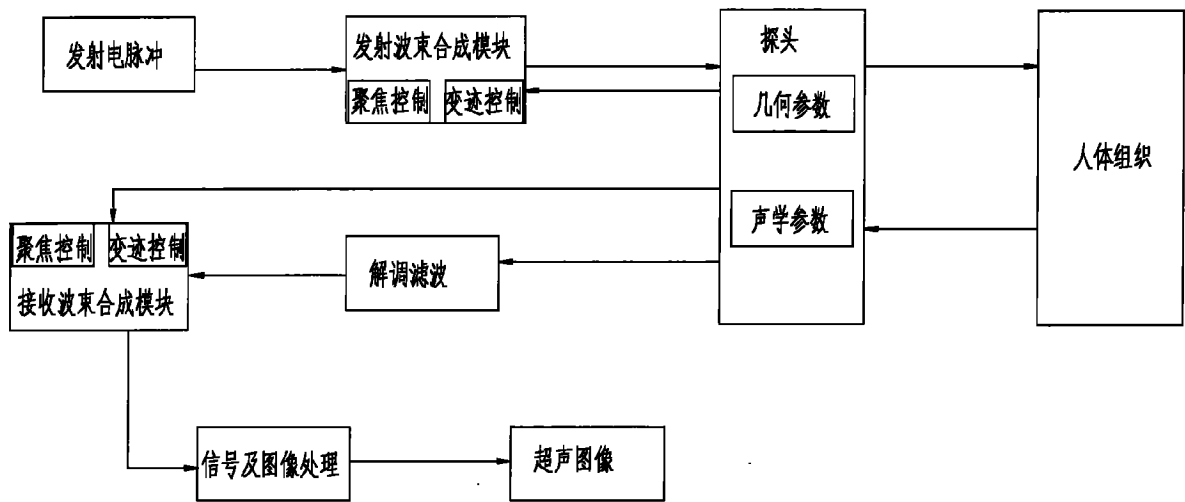 发射电脉冲
发射波束合成模块
聚焦控制
变迹控制
探头
几何参数
声学参数
人体组织
聚焦控制
变迹控制
接收波束合成模块
解调滤波
信号及图像处理
超声图像